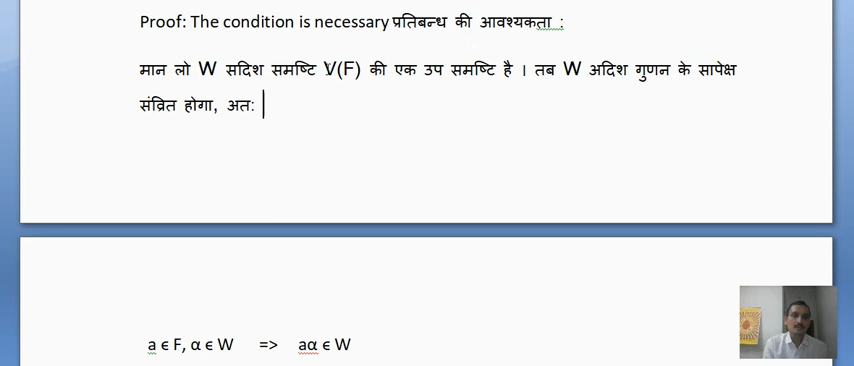 Proof: The condition is necessary प्रतिबन्ध की आवश्यकता :
मान लो W सदिश समष्टि V(F) की एक उप समष्टि है । तब W अदिश गुणन के सापेक्ष
संव्रित होगा, अत:
a ϵ F, α ϵ W => aα ϵ W